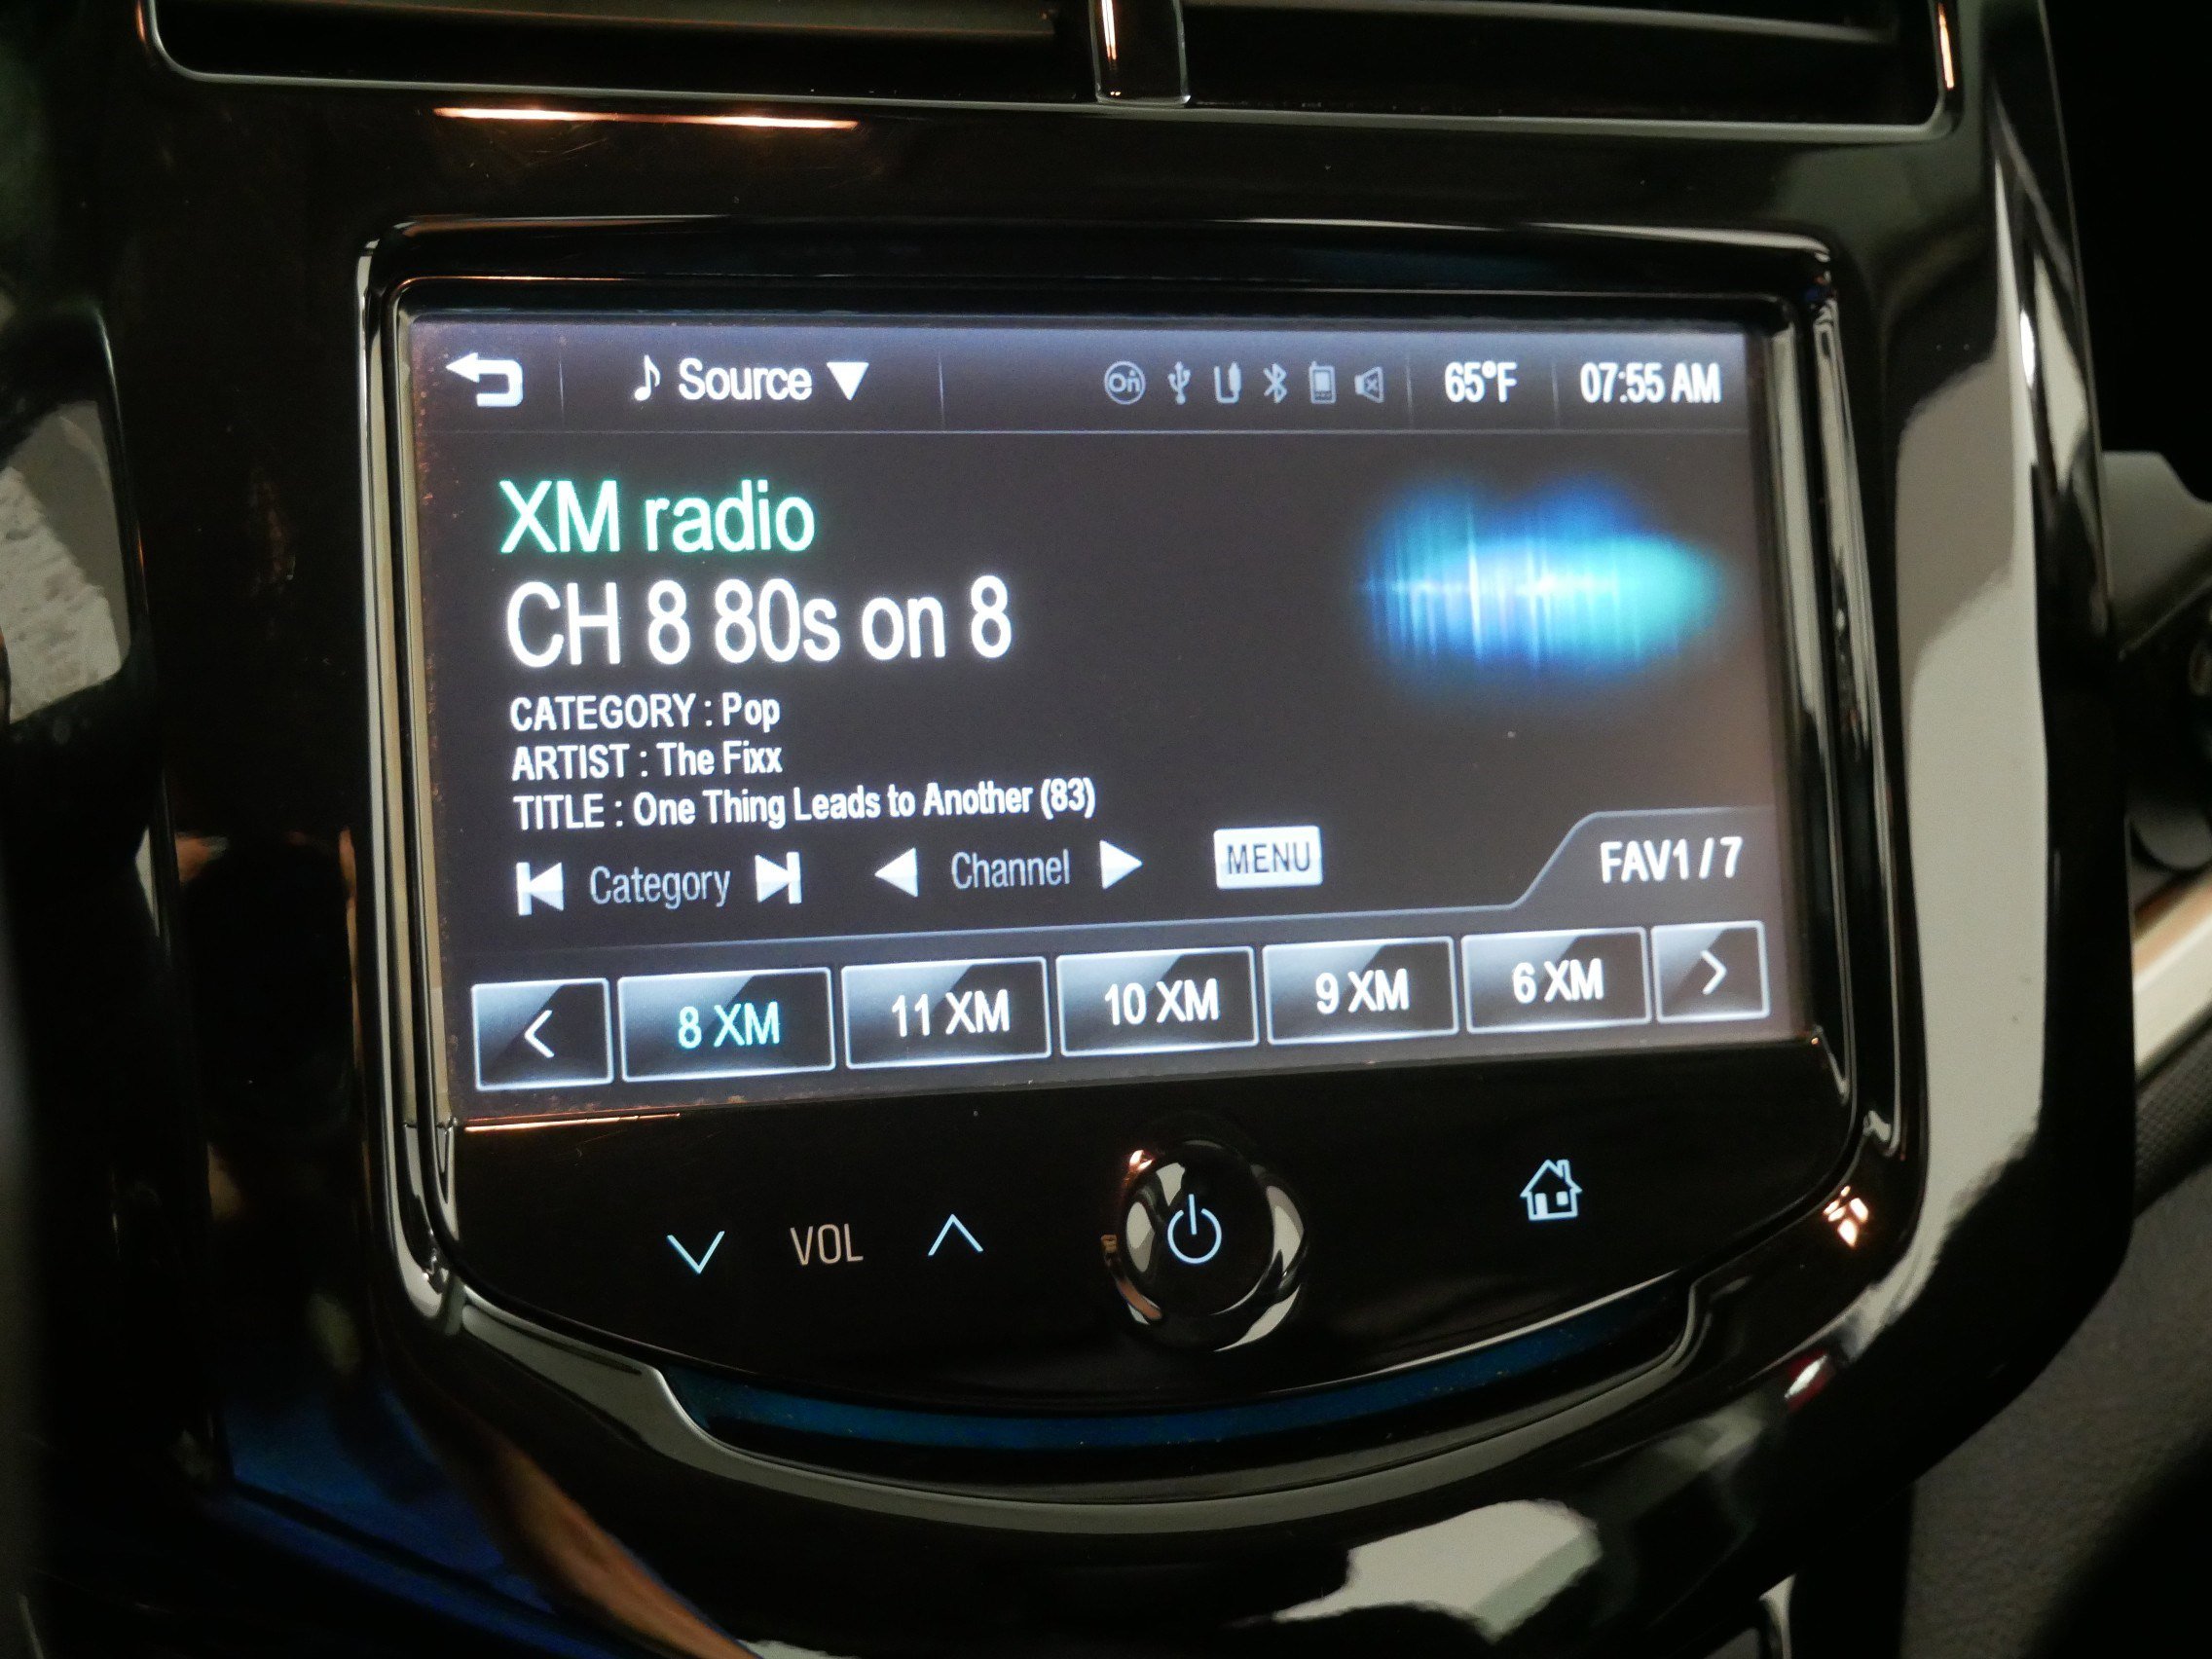 Source
On
65°F
07:55 AM
XM radio
CH 8 80s on 8
CATEGORY : Pop
ARTIST : The Fixx
TITLE : One Thing Leads to Another (83)
Category
Channel
MENU
FAV1 / 7
< 8 XM 11 XM 10 XM 9 XM 6 XM >
VOL